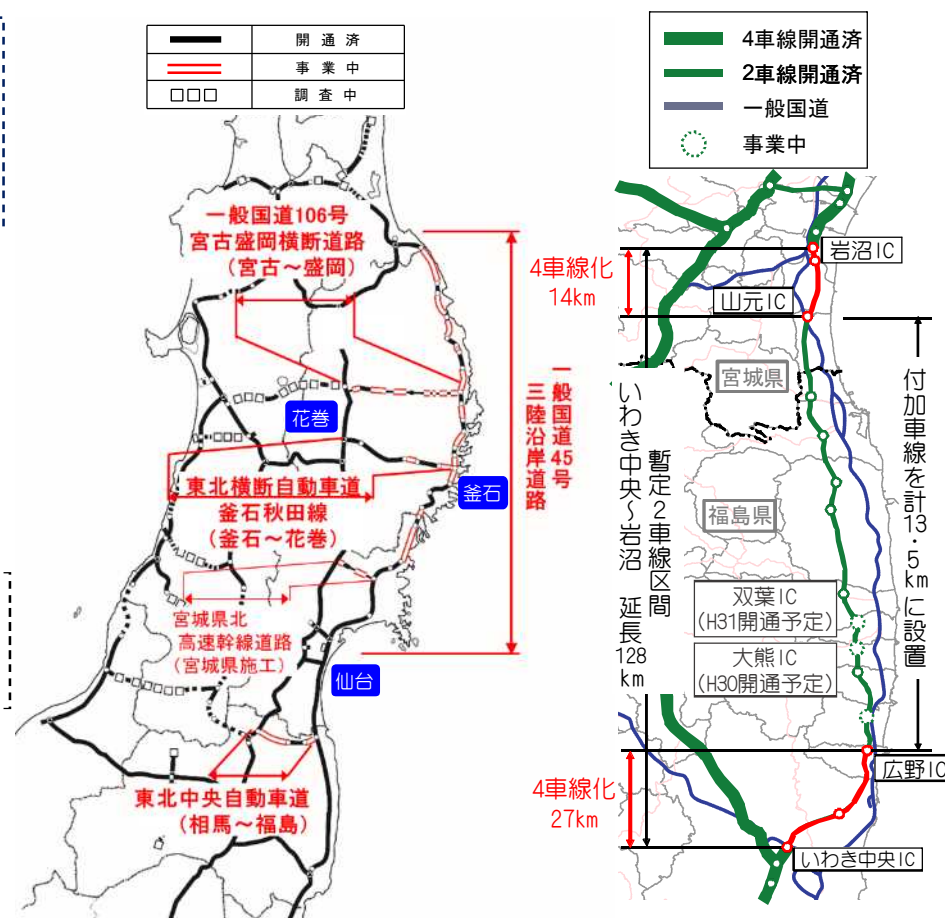 開通済
事業中
調査中
一般国道106号
宮古盛岡横断道路
(宮古～盛岡)
花巻
一般国道45号
三陸沿岸道路
釜石
東北横断自動車道
釜石秋田線
(釜石～花巻)
宮城県北
高速幹線道路
(宮城県施工)
仙台
東北中央自動車道
(相馬～福島)
4車線開通済
2車線開通済
一般国道
事業中
岩沼IC
4車線化
14km
山元IC
宮城県
付加車線を計13・5kmに設置
暫定2車線区間
いわき中央～岩沼 延長128km
福島県
双葉IC
(H31開通予定)
大熊IC
(H30開通予定)
広野IC
4車線化
27km
いわき中央IC